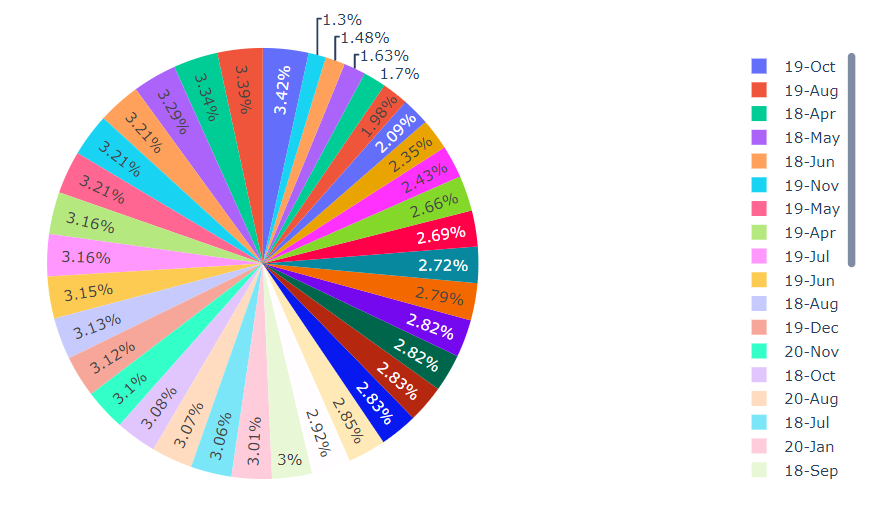 1.3%
1.48%
1.63%
1.7%
1.98%
2.09%
2.35%
2.43%
2.66%
2.69%
2.72%
2.79%
2.82%
2.82%
2.83%
2.83%
2.85%
2.92%
3%
3.01%
3.06%
3.07%
3.08%
3.1%
3.12%
3.13%
3.15%
3.16%
3.16%
3.21%
3.21%
3.21%
3.29%
3.34%
3.39%
3.42%
19-Oct
19-Aug
18-Apr
18-May
18-Jun
19-Nov
19-May
19-Apr
19-Jul
19-Jun
18-Aug
19-Dec
20-Nov
18-Oct
20-Aug
18-Jul
20-Jan
18-Sep